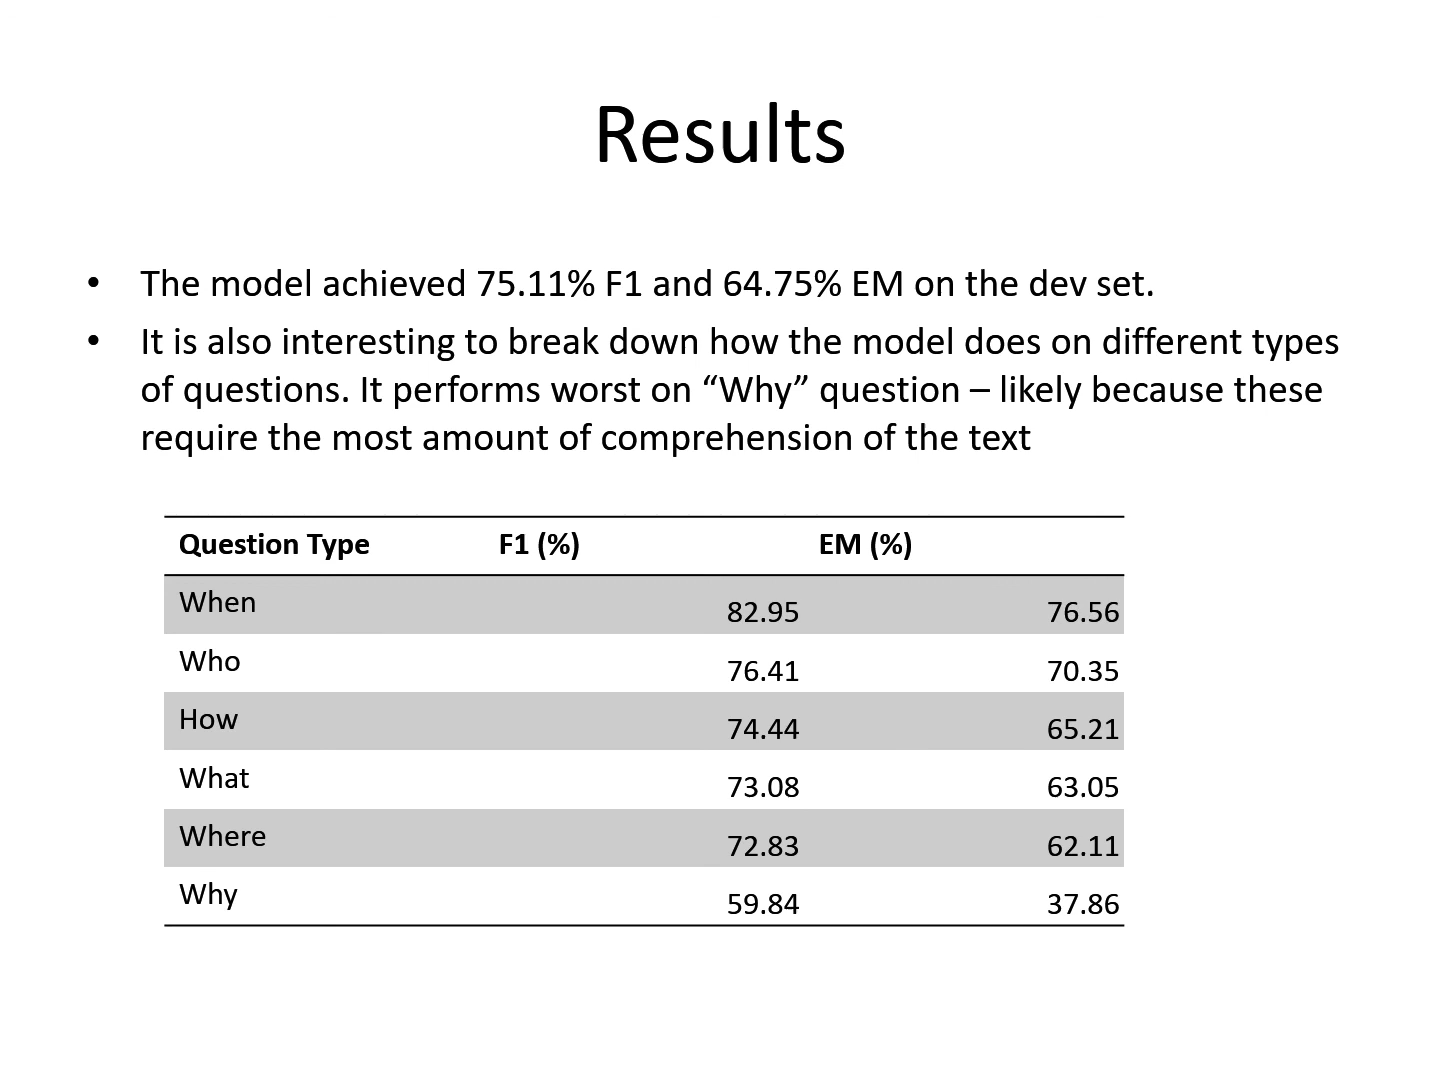 Results
• The model achieved 75.11% F1 and 64.75% EM on the dev set.
• It is also interesting to break down how the model does on different types
of questions. It performs worst on “Why” question – likely because these
require the most amount of comprehension of the text
Question Type F1 (%) EM (%)
When 82.95 76.56
Who 76.41 70.35
How 74.44 65.21
What 73.08 63.05
Where 72.83 62.11
Why 59.84 37.86